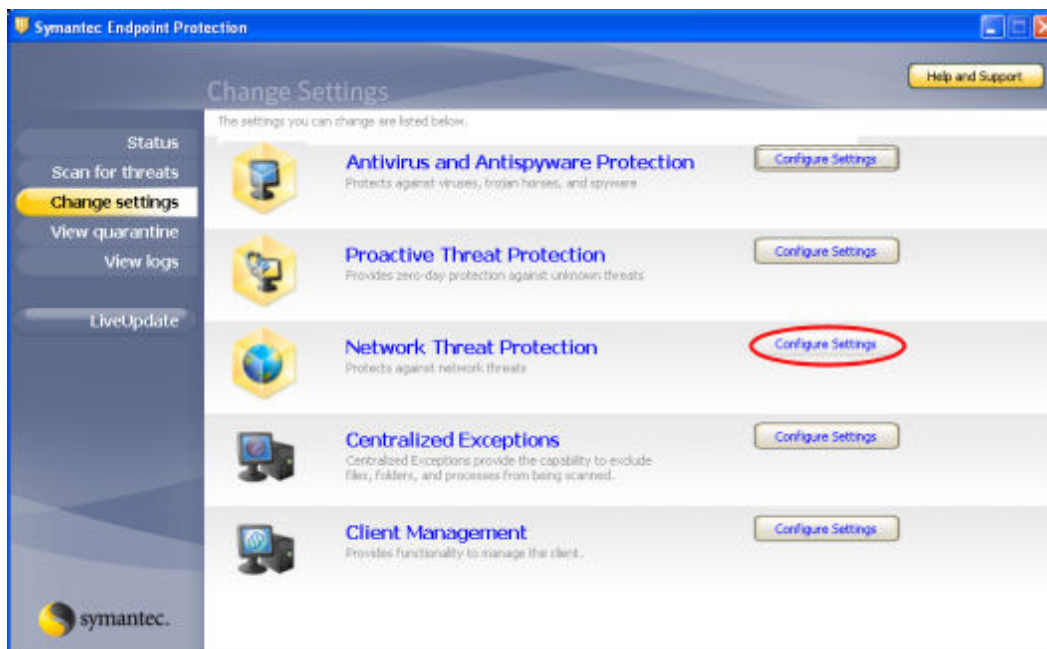 Symantec Endpoint Protection
Help and Support
Change Settings
The settings you can change are listed below.
Status
Scan for threats
Change settings
View quarantine
View logs
LiveUpdate
Antivirus and Antispyware Protection
Protects against viruses, trojan horses, and spyware
Configure Settings
Proactive Threat Protection
Provides zero-day protection against unknown threats
Configure Settings
Network Threat Protection
Protects against network threats
Configure Settings
Centralized Exceptions
Centralized Exceptions provide the capability to exclude
files, folders, and processes from being scanned.
Configure Settings
Client Management
Provides functionality to manage the client.
Configure Settings
symantec.